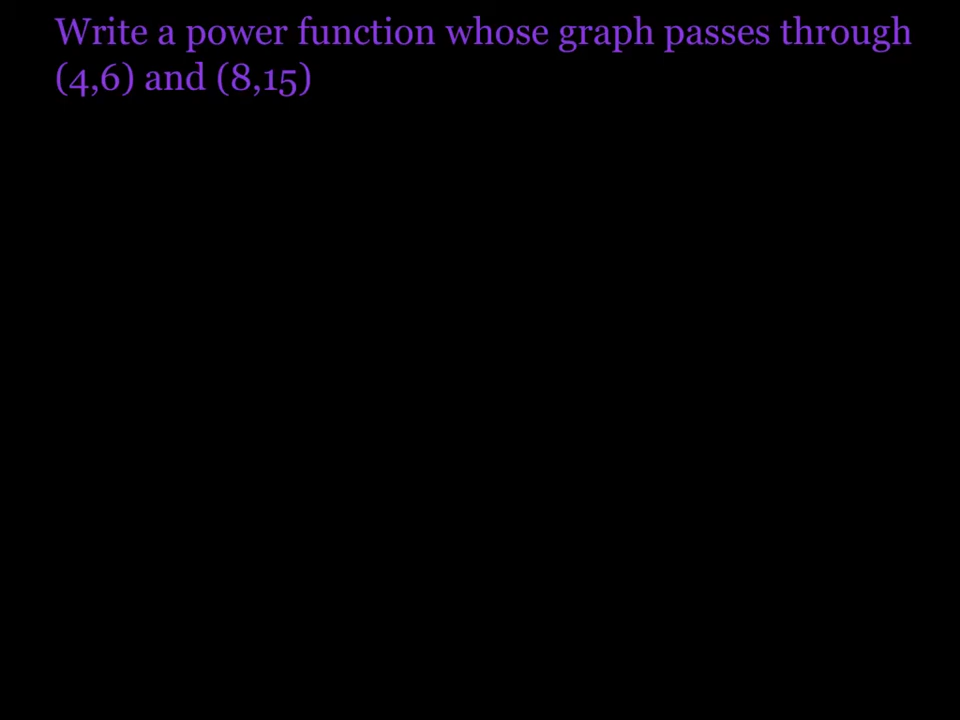 Write a power function whose graph passes through
(4,6) and (8,15)